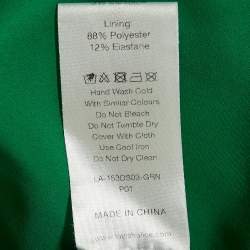 Lining:
88% Polyester
12% Elastane
Hand Wash Cold
With Similar Colours
Do Not Bleach
Do Not Tumble Dry
Cover With Cloth
Use Cool Iron
Do Not Dry Clean
P01
MADE IN CHINA